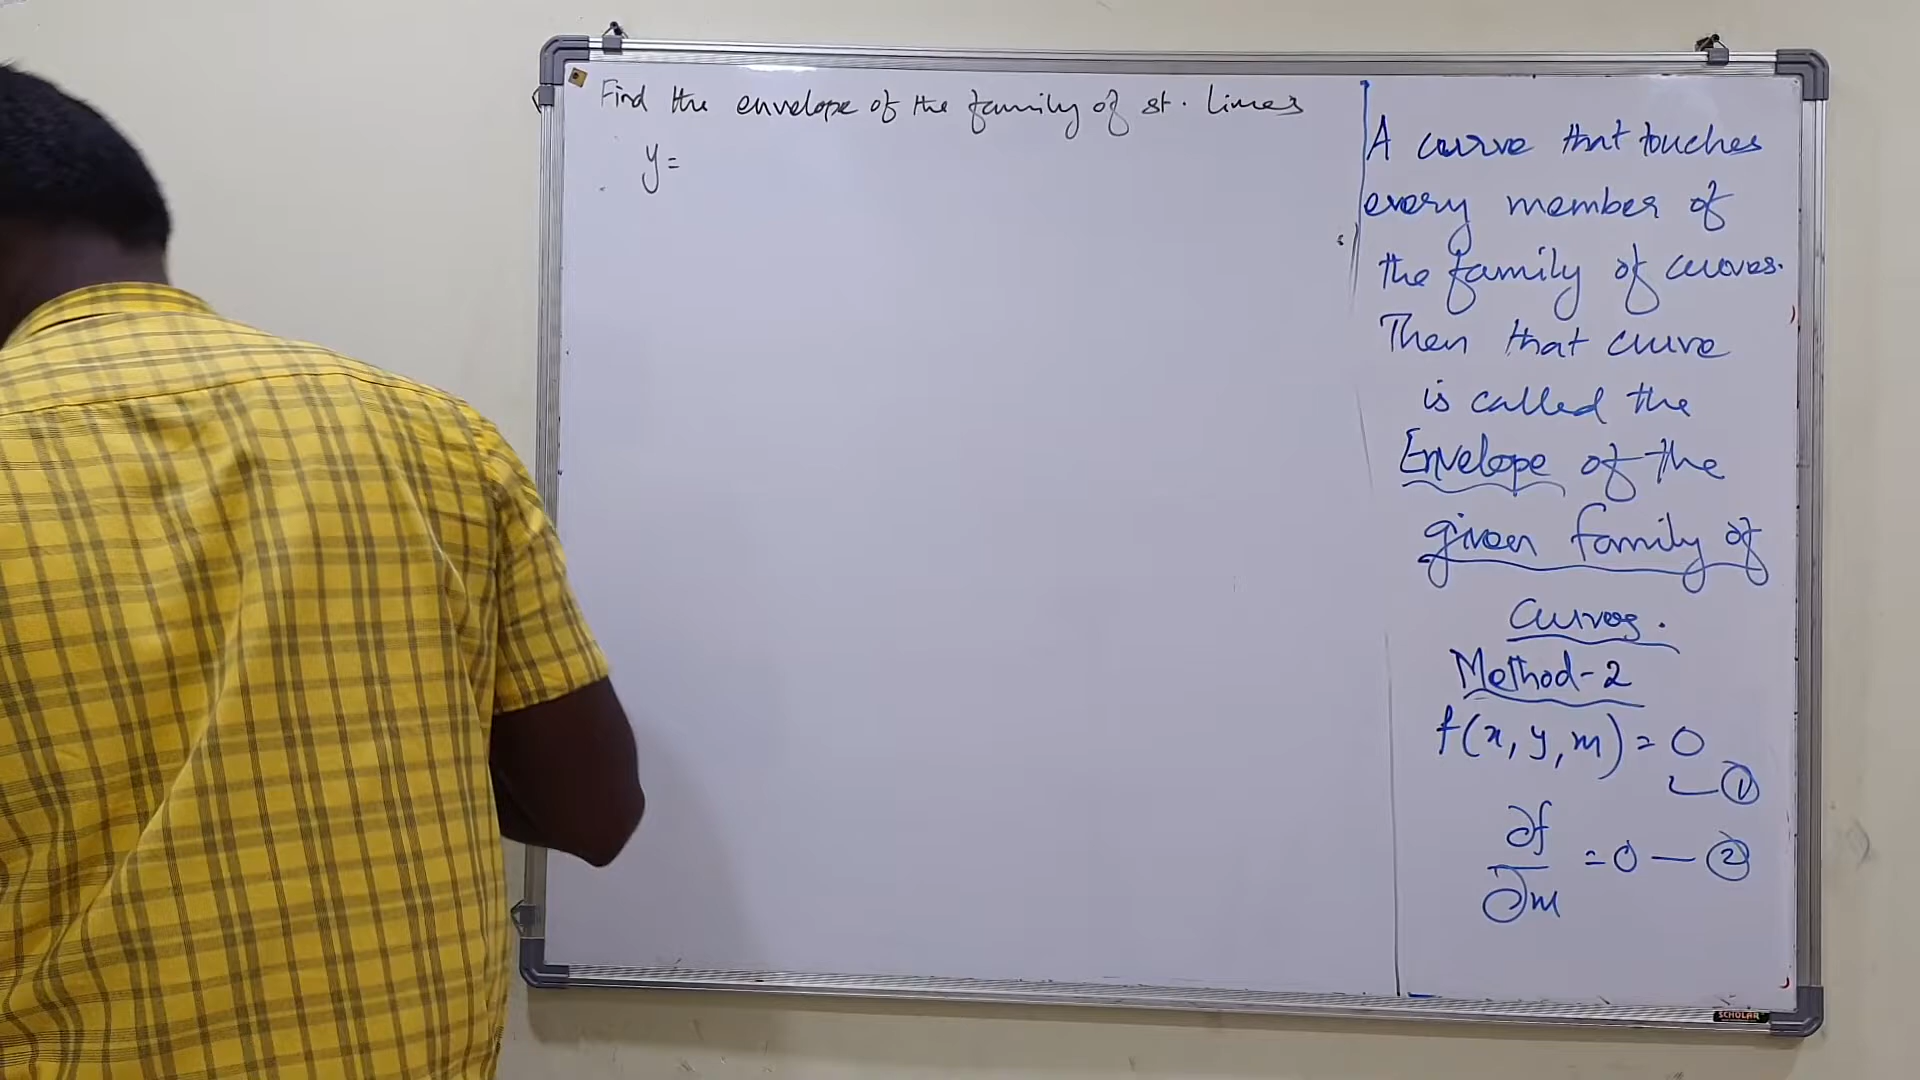 Find the envelope of the family of st. lines
y =
A curve that touches
every member of
the family of curves.
Then that curve
is called the
Envelope of the
given family of
Curves.
Method-2
f(x, y, m) = 0
①
∂f
/∂m = 0 — ②
SCHOLAR